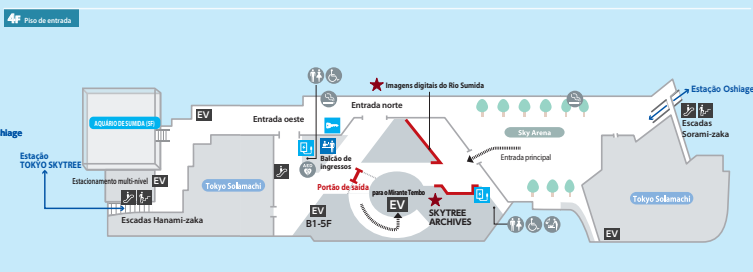 4F Piso de entrada
Imagens digitais do Rio Sumida
Estação Oshiage
EV
Entrada norte
Entrada oeste
AQUÁRIO DE SUMIDA (5F)
Escadas
Sorami-zaka
Sky Arena
hiage
Estação
TOKYO SKYTREE
Balcão de
ingressos
Entrada principal
AED
Estacionamento multi-nível EV
Tokyo Solamachi
Portão de saída
para o Mirante Tembo
EV
Tokyo Solamachi
SKYTREE
ARCHIVES
EV
B1-5F
Escadas Hanami-zaka
EV